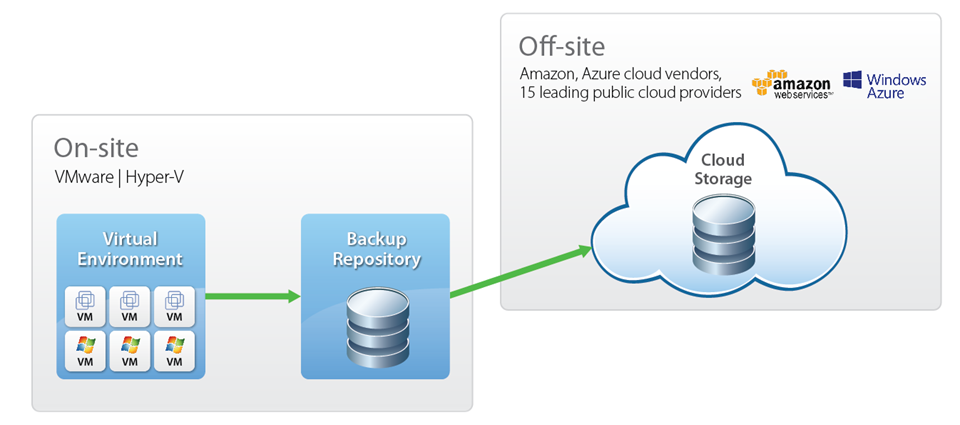 On-site
VMware | Hyper-V
Virtual
Environment
VM VM VM
VM VM VM
Backup
Repository
Off-site
Amazon, Azure cloud vendors,
15 leading public cloud providers
amazon
webservices™
Windows
Azure
Cloud
Storage